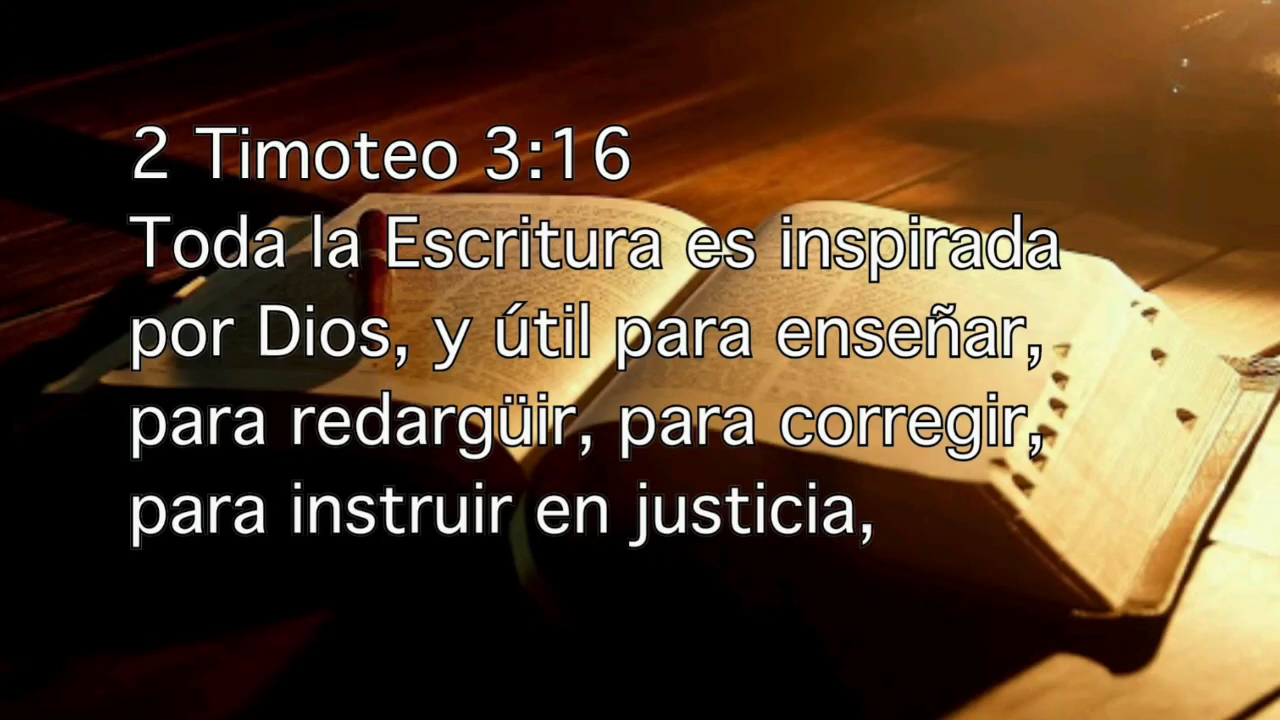 2 Timoteo 3:16
Toda la Escritura es inspirada
por Dios, y útil para enseñar,
para redargüir, para corregir,
para instruir en justicia,